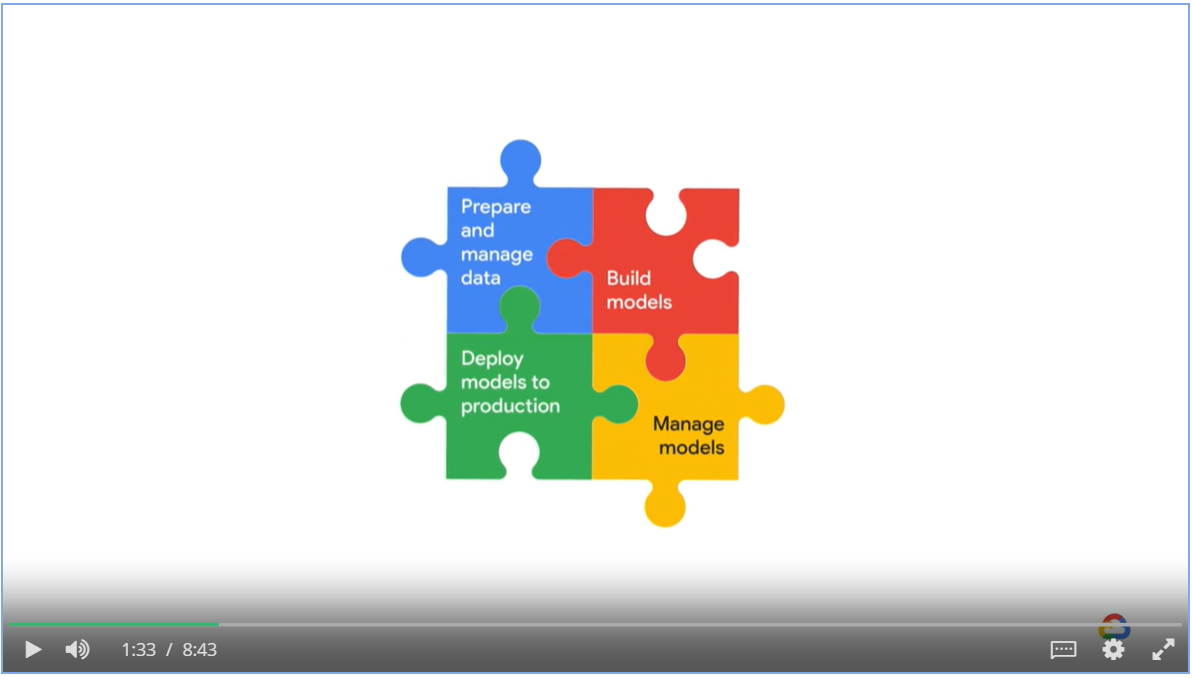 Prepare
and
manage
data
Build
models
Deploy
models to
production
Manage
models
1:33 / 8:43